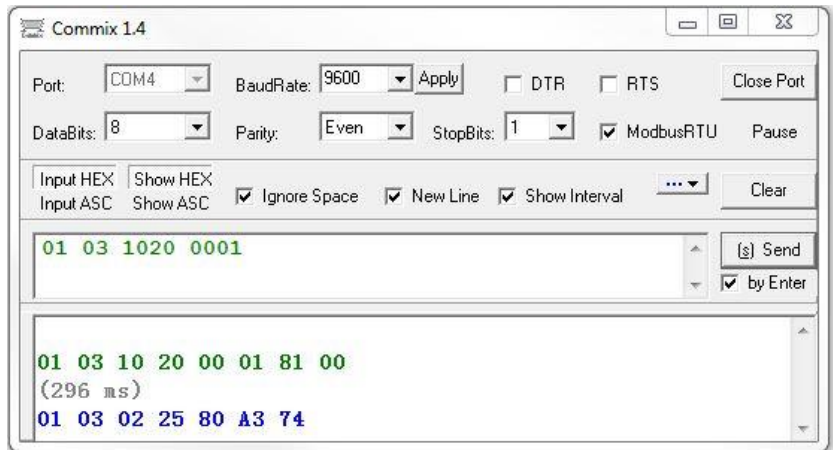 Commix 1.4
Port: COM4 BaudRate: 9600 Apply DTR RTS Close Port
DataBits: 8 Parity: Even StopBits: 1 ModbusRTU Pause
Input HEX Show HEX
Input ASC Show ASC Ignore Space New Line Show Interval ... Clear
01 03 1020 0001 (s) Send
by Enter
01 03 10 20 00 01 81 00
(296 ms)
01 03 02 25 80 A3 74